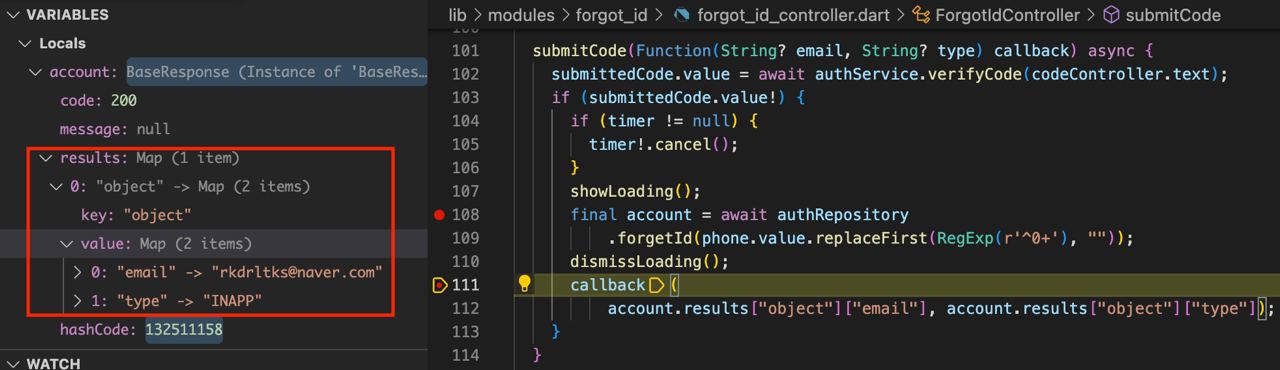 VARIABLES
Locals
account: BaseResponse (Instance of 'BaseRes…
code: 200
message: null
results: Map (1 item)
0: "object" -> Map (2 items)
key: "object"
value: Map (2 items)
0: "email" -> "rkdrltks@naver.com"
1: "type" -> "INAPP"
hashCode: 132511158
WATCH
lib > modules > forgot_id > forgot_id_controller.dart > ForgotIdController > submitCode
101 submitCode(Function(String? email, String? type) callback) async {
102 submittedCode.value = await authService.verifyCode(codeController.text);
103 if (submittedCode.value!) {
104 if (timer != null) {
105 timer!.cancel();
106 }
107 showLoading();
108 final account = await authRepository
109 .forgetId(phone.value.replaceFirst(RegExp(r'^0+'), ""));
110 dismissLoading();
111 callback(
112 account.results["object"]["email"], account.results["object"]["type"]);
113 }
114 }